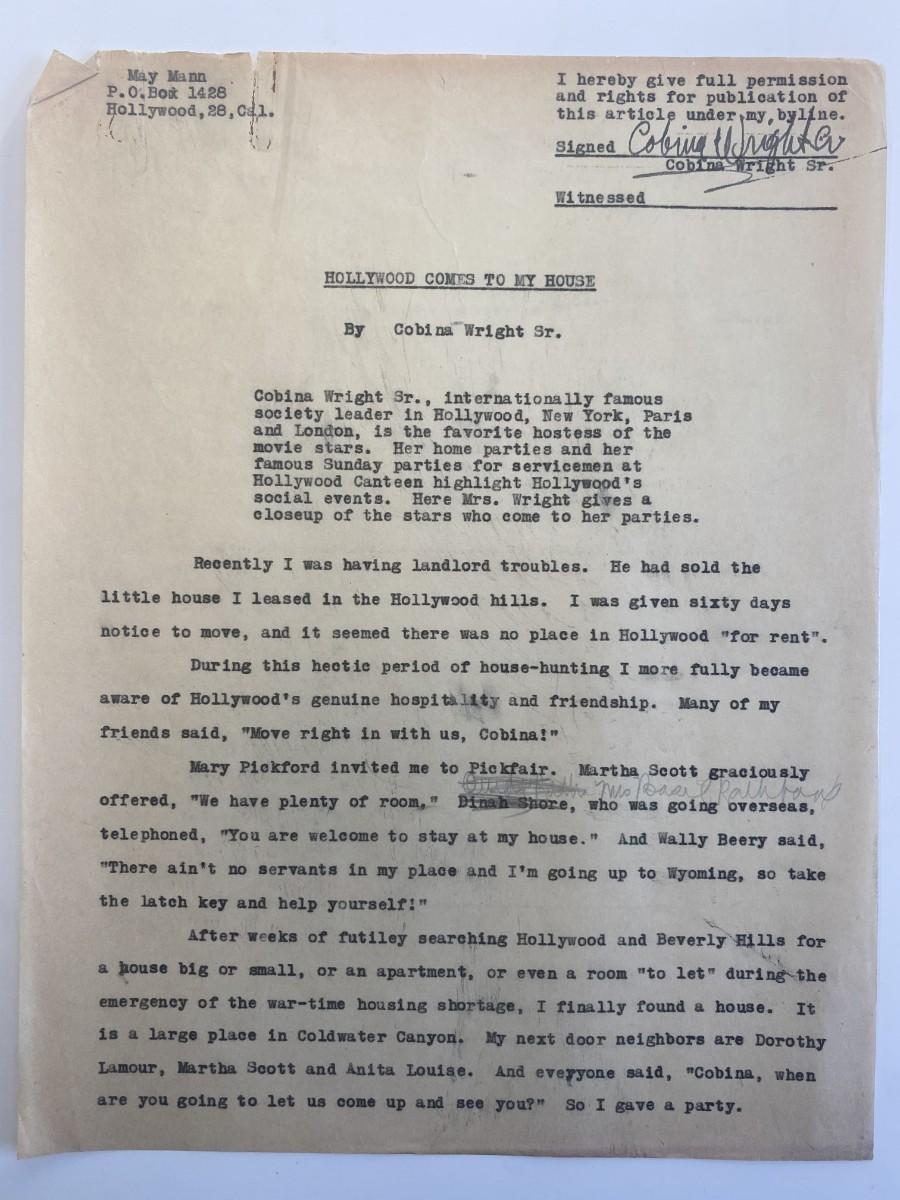 May Mann
P.O.Box 1428
Hollywood,28,Cal.
I hereby give full permission
and rights for publication of
this article under my byline.
Signed Cobina Wright Sr
Cobina Wright Sr.
Witnessed
HOLLYWOOD COMES TO MY HOUSE
By Cobina Wright Sr.
Cobina Wright Sr., internationally famous
society leader in Hollywood, New York, Paris
and London, is the favorite hostess of the
movie stars. Her home parties and her
famous Sunday parties for servicemen at
Hollywood Canteen highlight Hollywood's
social events. Here Mrs. Wright gives a
closeup of the stars who come to her parties.
Recently I was having landlord troubles. He had sold the
little house I leased in the Hollywood hills. I was given sixty days
notice to move, and it seemed there was no place in Hollywood "for rent".
During this hectic period of house-hunting I more fully became
aware of Hollywood's genuine hospitality and friendship. Many of my
friends said, "Move right in with us, Cobina!"
Mary Pickford invited me to Pickfair. Martha Scott graciously
Mrs Basil Rathbone
offered, "We have plenty of room," Dinah Shore, who was going overseas,
telephoned, "You are welcome to stay at my house." And Wally Beery said,
"There ain't no servants in my place and I'm going up to Wyoming, so take
the latch key and help yourself!"
After weeks of futiley searching Hollywood and Beverly Hills for
a house big or small, or an apartment, or even a room "to let" during the
emergency of the war-time housing shortage, I finally found a house. It
is a large place in Coldwater Canyon. My next door neighbors are Dorothy
Lamour, Martha Scott and Anita Louise. And everyone said, "Cobina, when
are you going to let us come up and see you?" So I gave a party.